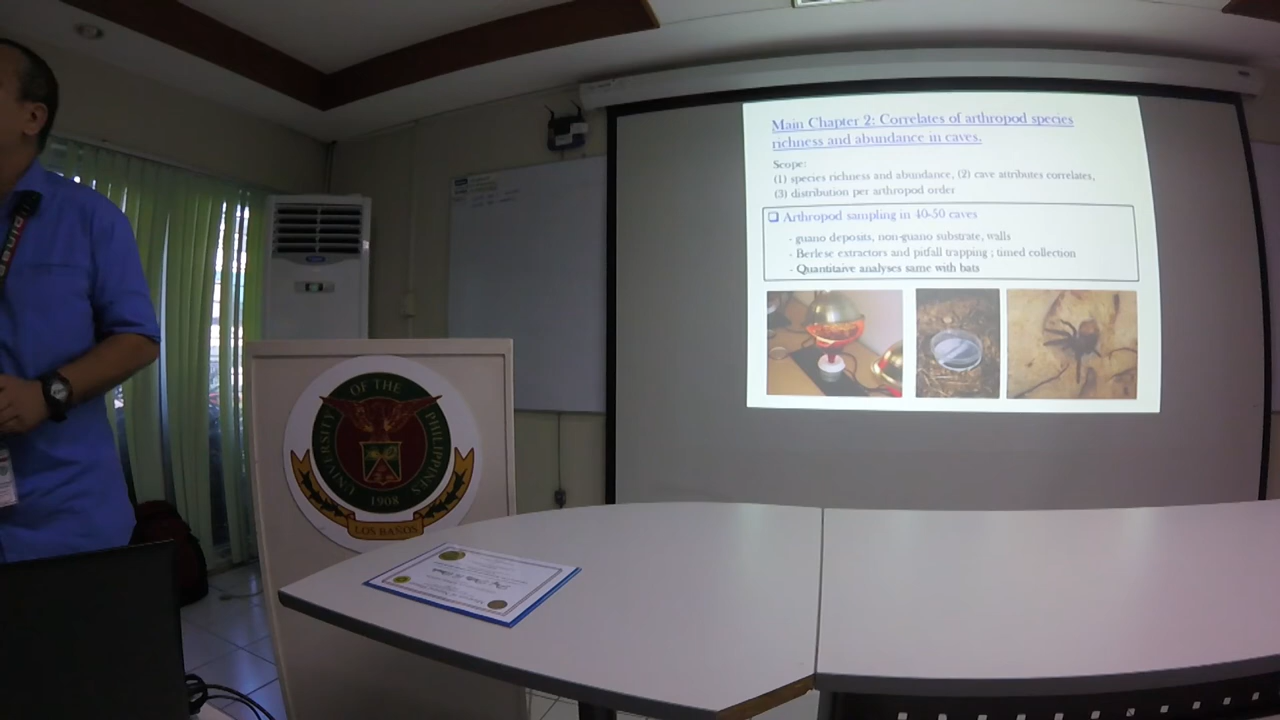 Main Chapter 2: Correlates of arthropod species
richness and abundance in caves.
Scope:
(1) species richness and abundance, (2) cave attributes correlates,
(3) distribution per arthropod order
Arthropod sampling in 40-50 caves
- guano deposits, non-guano substrate, walls
- Berlese extractors and pitfall trapping ; timed collection
- Quantitaive analyses same with bats
UNIVERSITY OF THE PHILIPPINES
1908
LOS BAÑOS